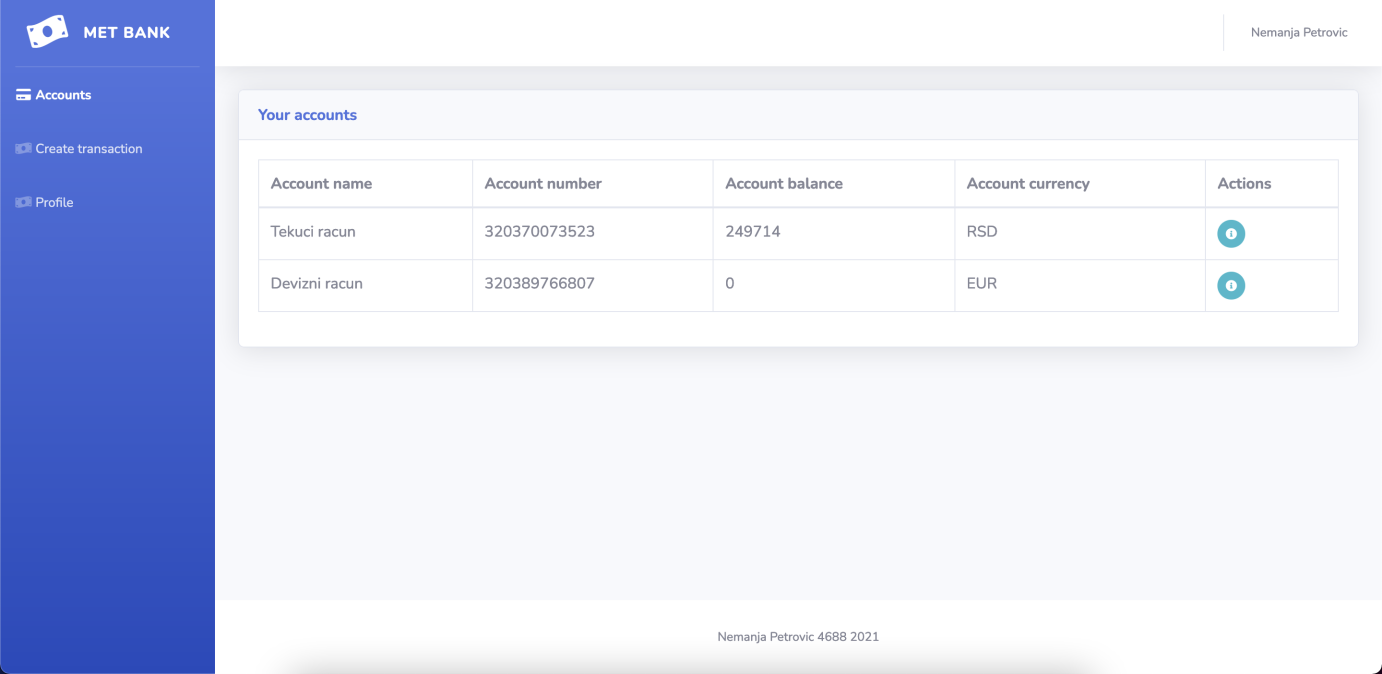 MET BANK
Nemanja Petrovic
Accounts
Create transaction
Profile
Your accounts
Account name Account number Account balance Account currency Actions
Tekuci racun 320370073523 249714 RSD
Devizni racun 320389766807 0 EUR
Nemanja Petrovic 4688 2021